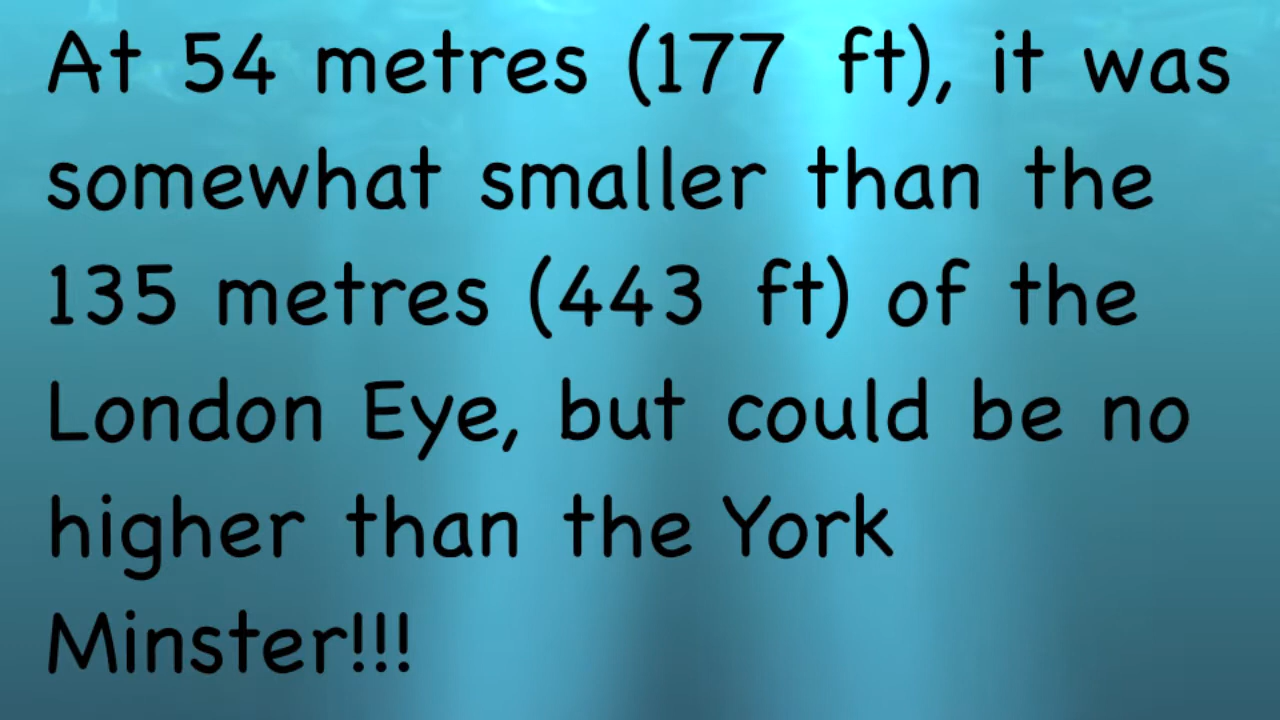 At 54 metres (177 ft), it was
somewhat smaller than the
135 metres (443 ft) of the
London Eye, but could be no
higher than the York
Minster!!!